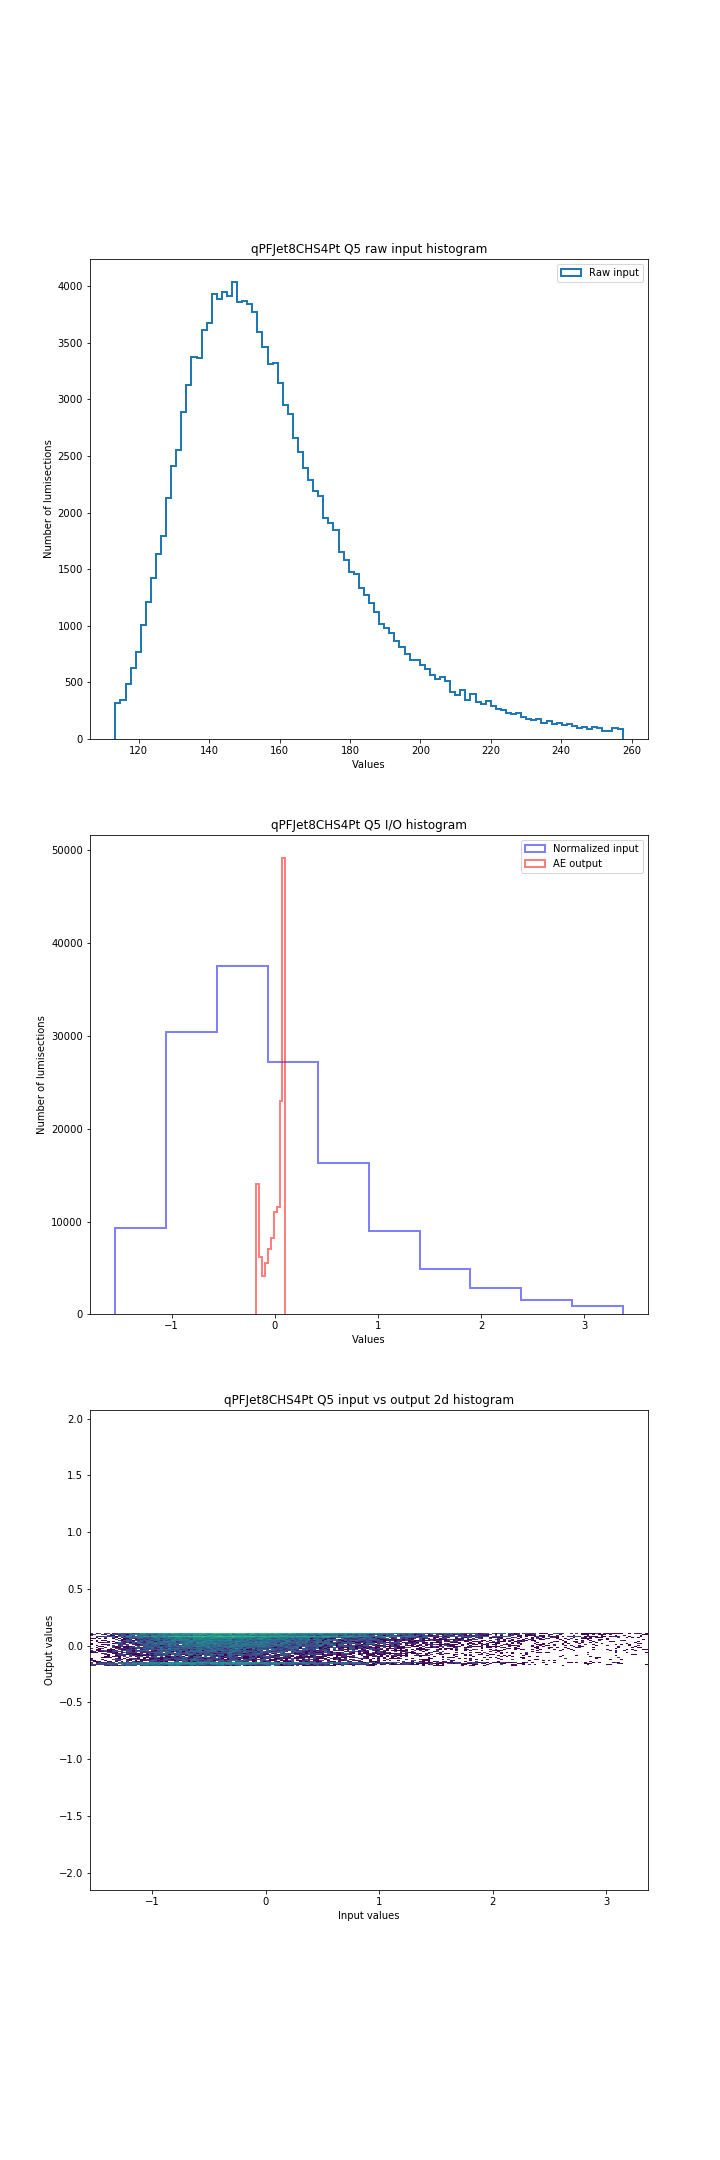 qPFJet8CHS4Pt Q5 raw input histogram
Raw input
4000
3500
3000
2500
2000
1500
1000
500
0
Number of lumisections
120 140 160 180 200 220 240 260
Values
qPFJet8CHS4Pt Q5 I/O histogram
Normalized input
AE output
50000
40000
30000
20000
10000
0
Number of lumisections
−1 0 1 2 3
Values
qPFJet8CHS4Pt Q5 input vs output 2d histogram
2.0
1.5
1.0
0.5
0.0
−0.5
−1.0
−1.5
−2.0
Output values
−1 0 1 2 3
Input values